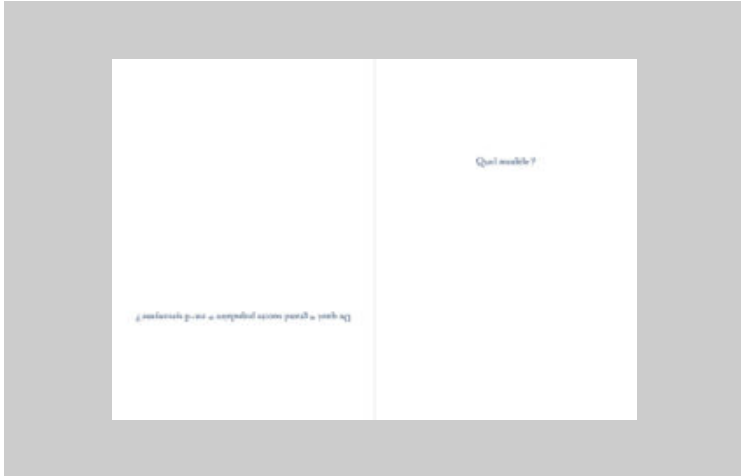 De quoi « grand succès populaire » est-il synonyme ?
Quel modèle ?